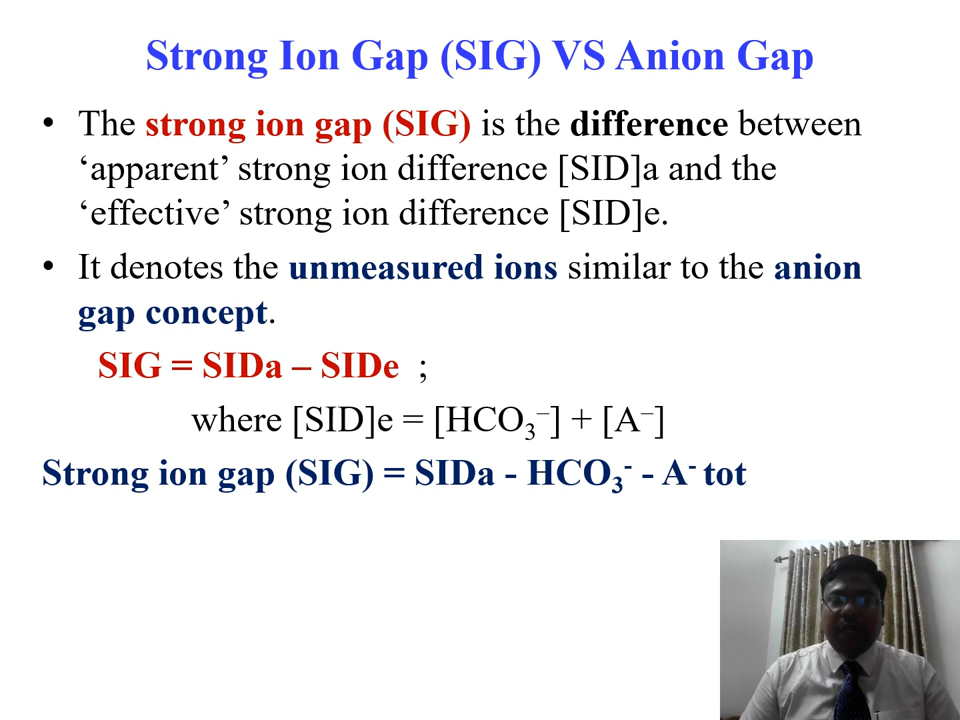 Strong Ion Gap (SIG) VS Anion Gap
• The strong ion gap (SIG) is the difference between
‘apparent’ strong ion difference [SID]a and the
‘effective’ strong ion difference [SID]e.
• It denotes the unmeasured ions similar to the anion
gap concept.
SIG = SIDa – SIDe ;
where [SID]e = [HCO₃⁻] + [A⁻]
Strong ion gap (SIG) = SIDa - HCO₃⁻ - A⁻ tot